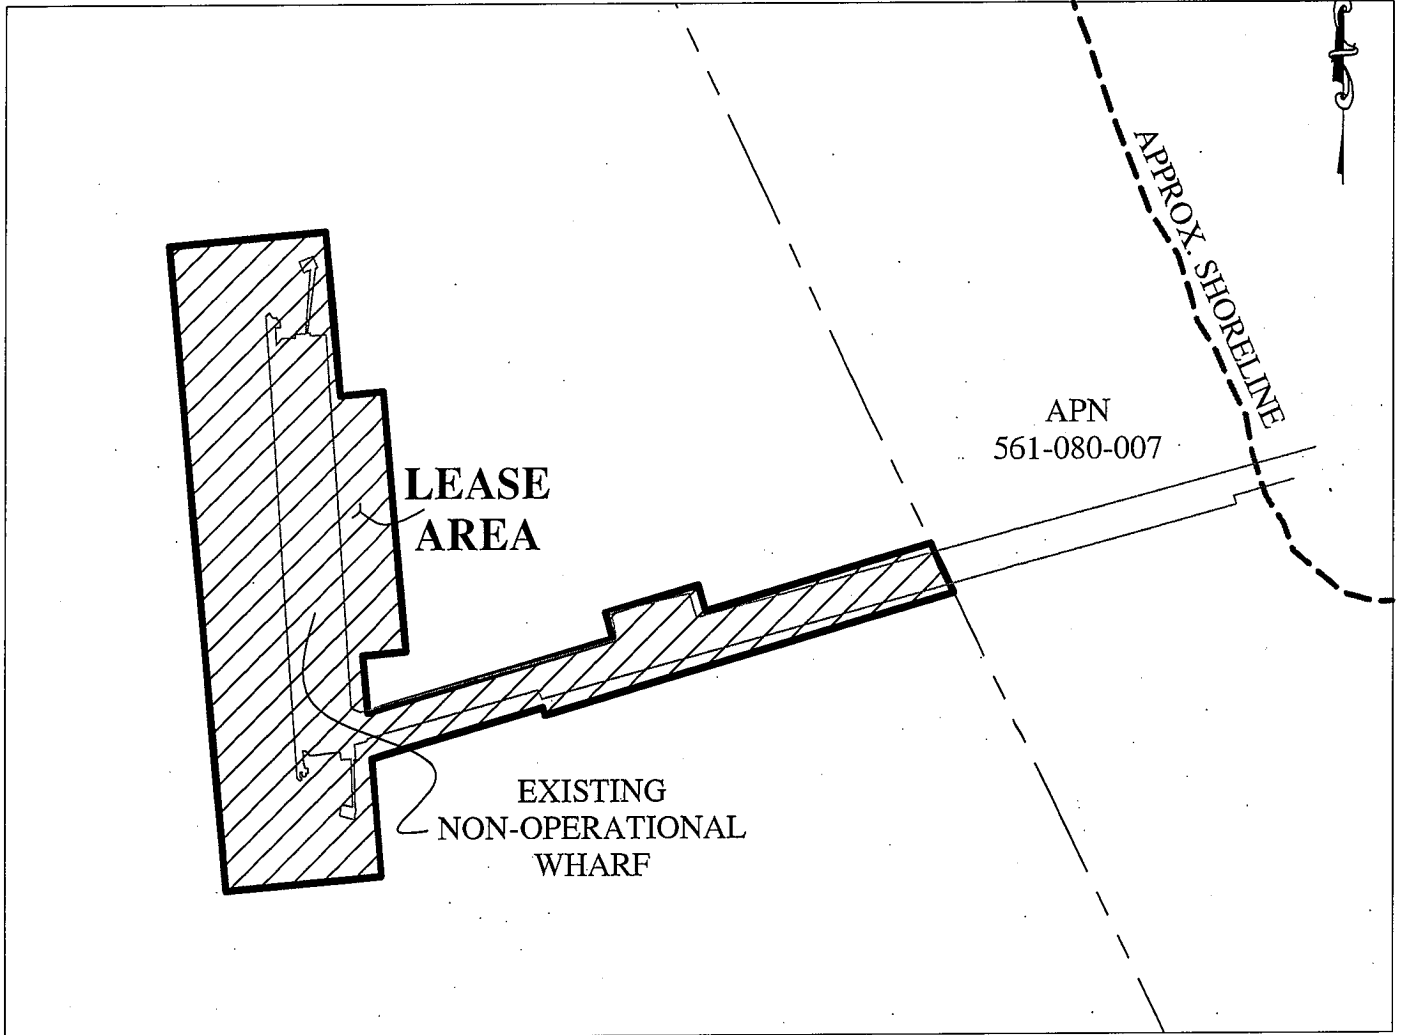 APPROX. SHORELINE
APN
561-080-007
LEASE
AREA
EXISTING
NON-OPERATIONAL
WHARF